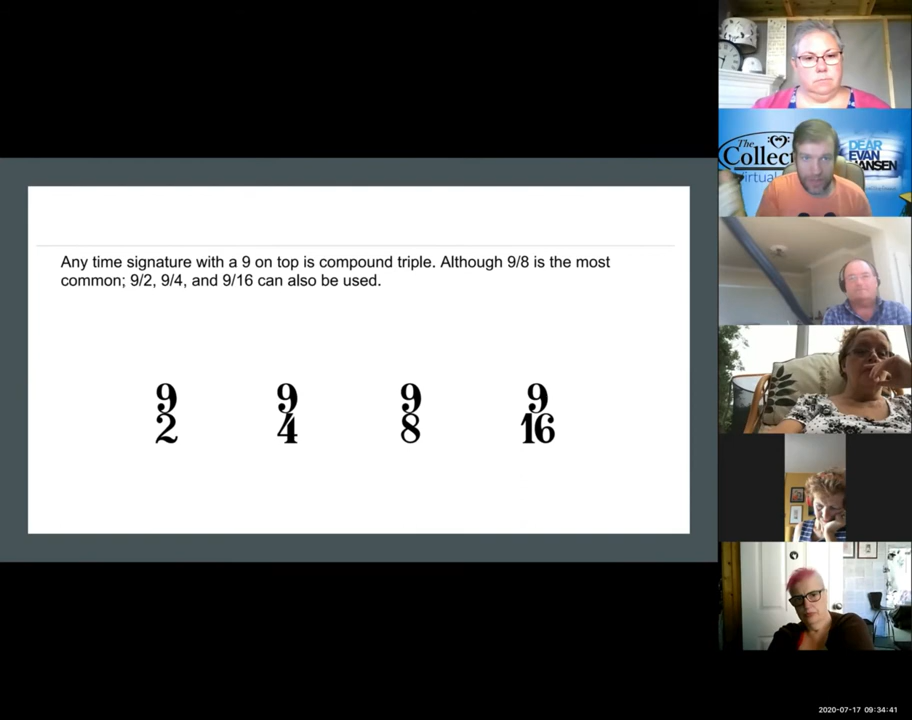 Any time signature with a 9 on top is compound triple. Although 9/8 is the most
common; 9/2, 9/4, and 9/16 can also be used.
9 9 9 9
2 4 8 16
The
Collec
irtual
DEAR
EVAN
HANSEN
2020-07-17 09:34:41